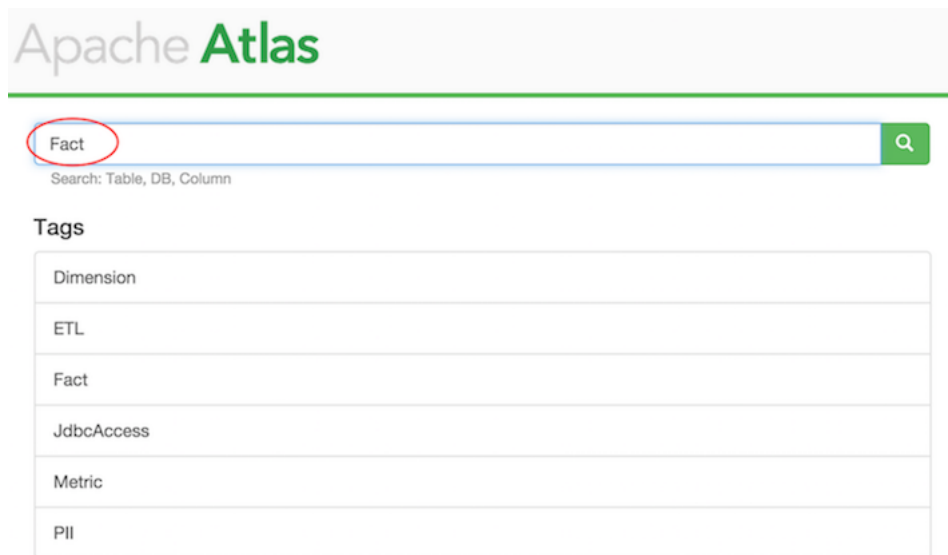 Apache Atlas
Fact
Search: Table, DB, Column
Tags
Dimension
ETL
Fact
JdbcAccess
Metric
PII